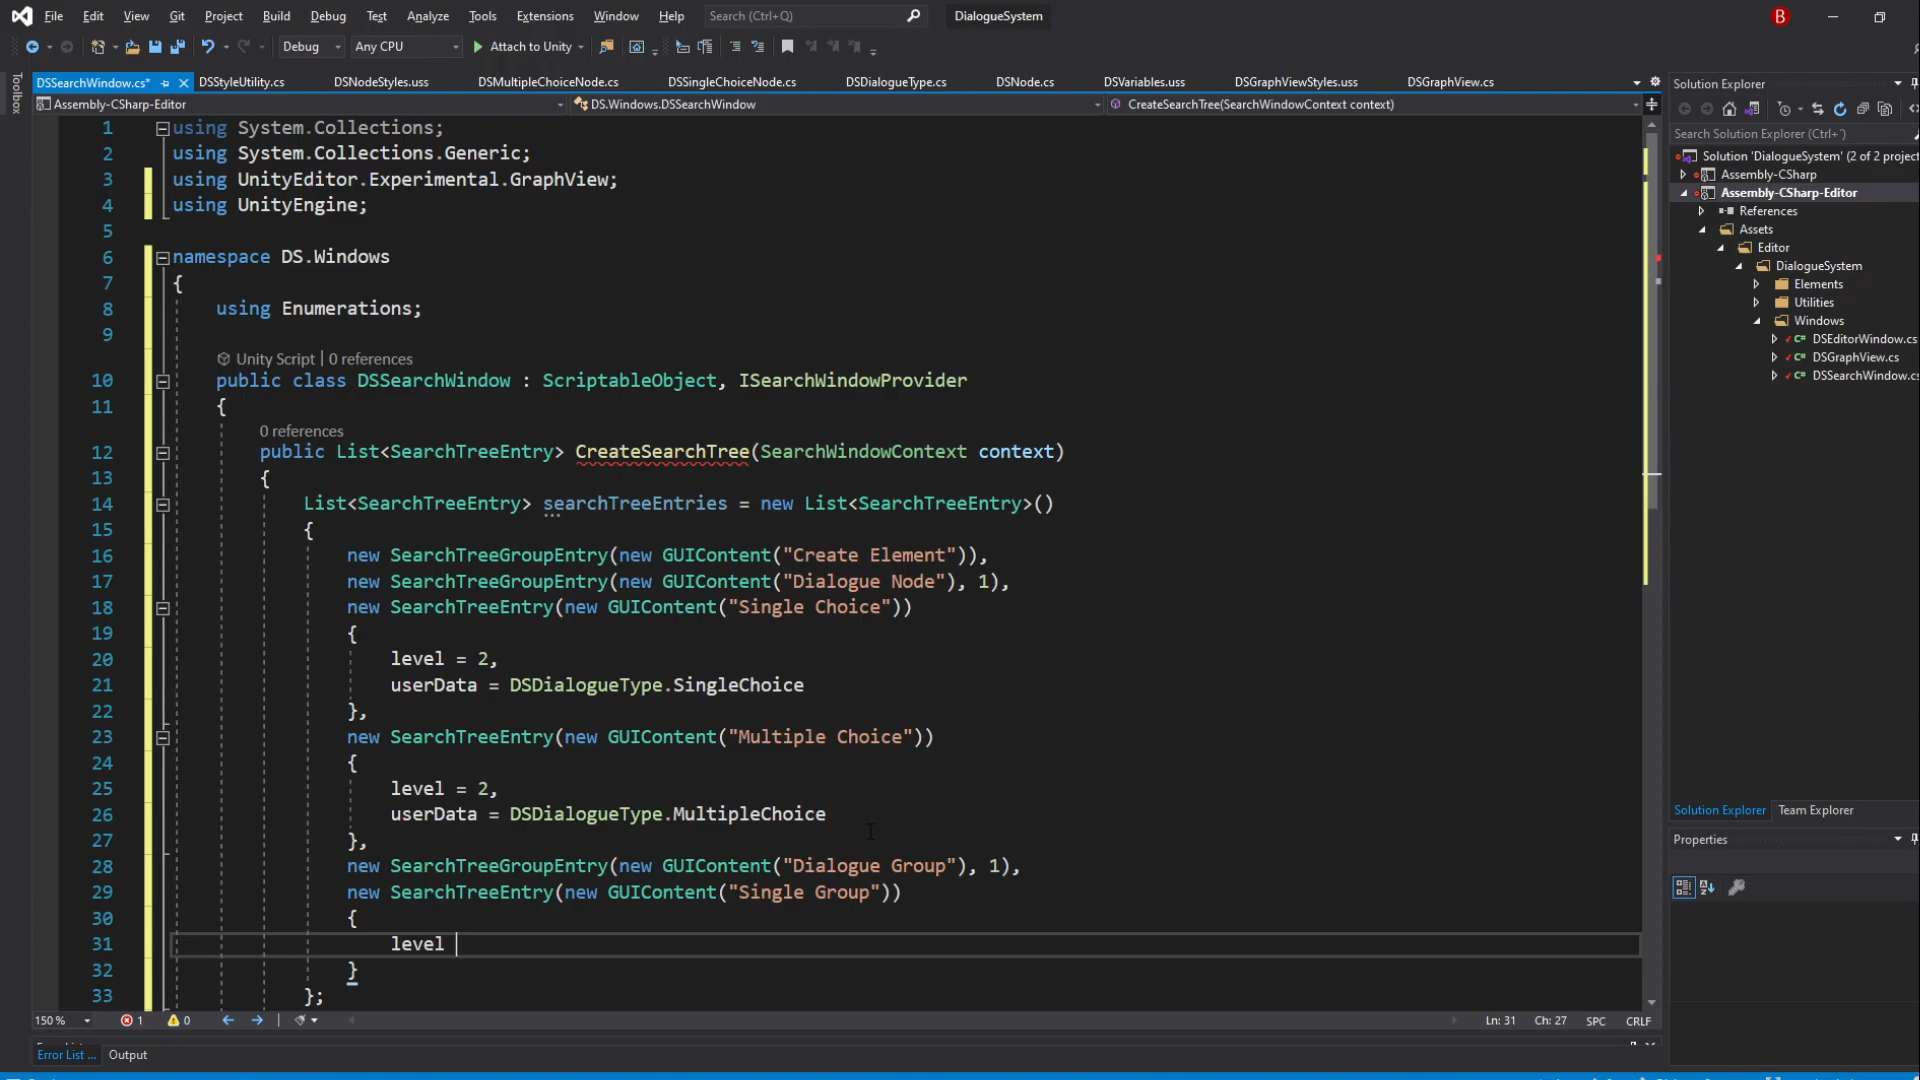 File Edit View Git Project Build Debug Test Analyze Tools Extensions Window Help Search (Ctrl+Q) DialogueSystem B
Debug Any CPU Attach to Unity
Toolbox
DSSearchWindow.cs* DSStyleUtility.cs DSNodeStyles.uss DSMultipleChoiceNode.cs DSSingleChoiceNode.cs DSDialogueType.cs DSNode.cs DSVariables.uss DSGraphViewStyles.uss DSGraphView.cs
Assembly-CSharp-Editor DS.Windows.DSSearchWindow CreateSearchTree(SearchWindowContext context)
1 using System.Collections;
2 using System.Collections.Generic;
3 using UnityEditor.Experimental.GraphView;
4 using UnityEngine;
5
6 namespace DS.Windows
7 {
8 using Enumerations;
9
Unity Script | 0 references
10 public class DSSearchWindow : ScriptableObject, ISearchWindowProvider
11 {
0 references
12 public List<SearchTreeEntry> CreateSearchTree(SearchWindowContext context)
13 {
14 List<SearchTreeEntry> searchTreeEntries = new List<SearchTreeEntry>()
15 {
16 new SearchTreeGroupEntry(new GUIContent("Create Element")),
17 new SearchTreeGroupEntry(new GUIContent("Dialogue Node"), 1),
18 new SearchTreeEntry(new GUIContent("Single Choice"))
19 {
20 level = 2,
21 userData = DSDialogueType.SingleChoice
22 },
23 new SearchTreeEntry(new GUIContent("Multiple Choice"))
24 {
25 level = 2,
26 userData = DSDialogueType.MultipleChoice
27 },
28 new SearchTreeGroupEntry(new GUIContent("Dialogue Group"), 1),
29 new SearchTreeEntry(new GUIContent("Single Group"))
30 {
31 level
32 }
33 };
150 % 1 0 Ln: 31 Ch: 27 SPC CRLF
Error List ... Output
Solution Explorer
Search Solution Explorer (Ctrl+´)
Solution 'DialogueSystem' (2 of 2 project
Assembly-CSharp
Assembly-CSharp-Editor
References
Assets
Editor
DialogueSystem
Elements
Utilities
Windows
DSEditorWindow.cs
DSGraphView.cs
DSSearchWindow.cs
Solution Explorer Team Explorer
Properties